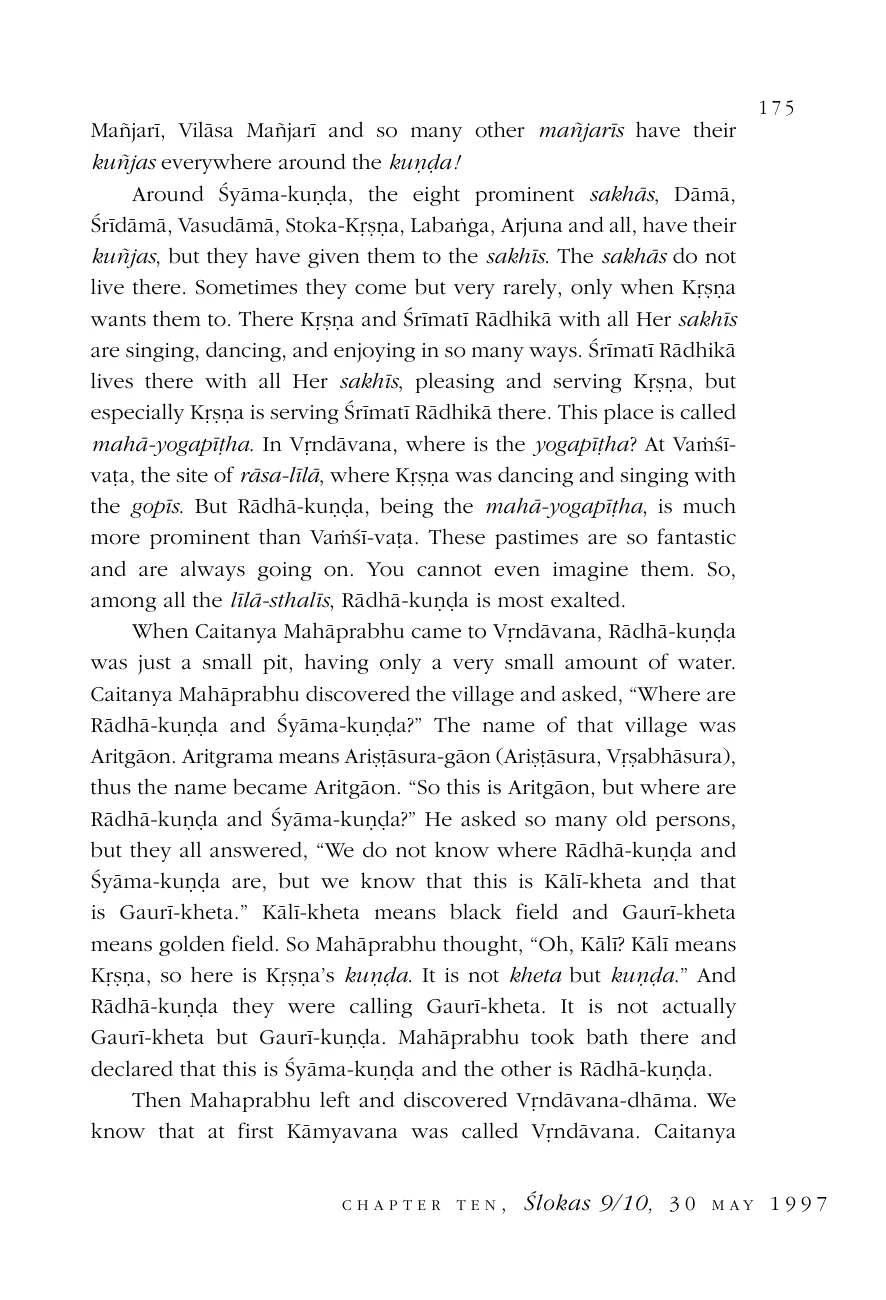 175
Mañjarī, Vilāsa Mañjarī and so many other mañjarīs have their
kuñjas everywhere around the kuṇḍa!
Around Śyāma-kuṇḍa, the eight prominent sakhās, Dāmā,
Śrīdāmā, Vasudāmā, Stoka-Kṛṣṇa, Labaṅga, Arjuna and all, have their
kuñjas, but they have given them to the sakhīs. The sakhās do not
live there. Sometimes they come but very rarely, only when Kṛṣṇa
wants them to. There Kṛṣṇa and Śrīmatī Rādhikā with all Her sakhīs
are singing, dancing, and enjoying in so many ways. Śrīmatī Rādhikā
lives there with all Her sakhīs, pleasing and serving Kṛṣṇa, but
especially Kṛṣṇa is serving Śrīmatī Rādhikā there. This place is called
mahā-yogapīṭha. In Vṛndāvana, where is the yogapīṭha? At Vaṁśī-
vaṭa, the site of rāsa-līlā, where Kṛṣṇa was dancing and singing with
the gopīs. But Rādhā-kuṇḍa, being the mahā-yogapīṭha, is much
more prominent than Vaṁśī-vaṭa. These pastimes are so fantastic
and are always going on. You cannot even imagine them. So,
among all the līlā-sthalīs, Rādhā-kuṇḍa is most exalted.
When Caitanya Mahāprabhu came to Vṛndāvana, Rādhā-kuṇḍa
was just a small pit, having only a very small amount of water.
Caitanya Mahāprabhu discovered the village and asked, “Where are
Rādhā-kuṇḍa and Śyāma-kuṇḍa?” The name of that village was
Aritgāon. Aritgrama means Ariṣṭāsura-gāon (Ariṣṭāsura, Vṛṣabhāsura),
thus the name became Aritgāon. “So this is Aritgāon, but where are
Rādhā-kuṇḍa and Śyāma-kuṇḍa?” He asked so many old persons,
but they all answered, “We do not know where Rādhā-kuṇḍa and
Śyāma-kuṇḍa are, but we know that this is Kālī-kheta and that
is Gaurī-kheta.” Kālī-kheta means black field and Gaurī-kheta
means golden field. So Mahāprabhu thought, “Oh, Kālī? Kālī means
Kṛṣṇa, so here is Kṛṣṇa’s kuṇḍa. It is not kheta but kuṇḍa.” And
Rādhā-kuṇḍa they were calling Gaurī-kheta. It is not actually
Gaurī-kheta but Gaurī-kuṇḍa. Mahāprabhu took bath there and
declared that this is Śyāma-kuṇḍa and the other is Rādhā-kuṇḍa.
Then Mahaprabhu left and discovered Vṛndāvana-dhāma. We
know that at first Kāmyavana was called Vṛndāvana. Caitanya
CHAPTER TEN, Ślokas 9/10, 30 MAY 1997